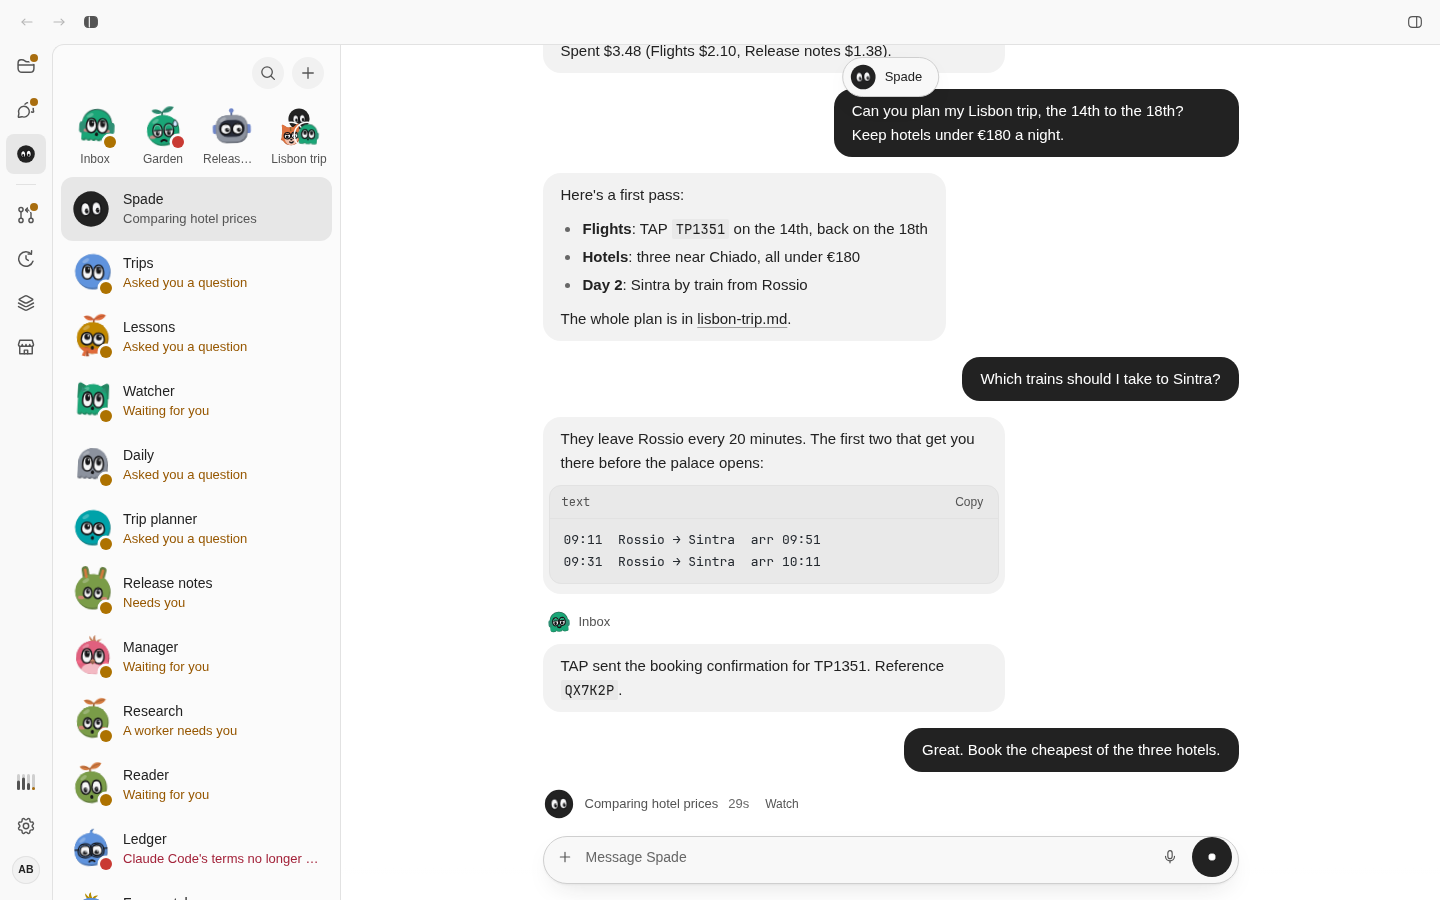 Inbox
Garden
Releas…
Lisbon trip
Spade
Comparing hotel prices
Trips
Asked you a question
Lessons
Asked you a question
Watcher
Waiting for you
Daily
Asked you a question
Trip planner
Asked you a question
Release notes
Needs you
Manager
Waiting for you
Research
A worker needs you
Reader
Waiting for you
Ledger
Claude Code's terms no longer …
AB
Spent $3.48 (Flights $2.10, Release notes $1.38).
Spade
Can you plan my Lisbon trip, the 14th to the 18th?
Keep hotels under €180 a night.
Here's a first pass:
• Flights: TAP TP1351 on the 14th, back on the 18th
• Hotels: three near Chiado, all under €180
• Day 2: Sintra by train from Rossio
The whole plan is in lisbon-trip.md.
Which trains should I take to Sintra?
They leave Rossio every 20 minutes. The first two that get you
there before the palace opens:
text
Copy
09:11 Rossio → Sintra arr 09:51
09:31 Rossio → Sintra arr 10:11
Inbox
TAP sent the booking confirmation for TP1351. Reference
QX7K2P.
Great. Book the cheapest of the three hotels.
Comparing hotel prices 29s Watch
Message Spade